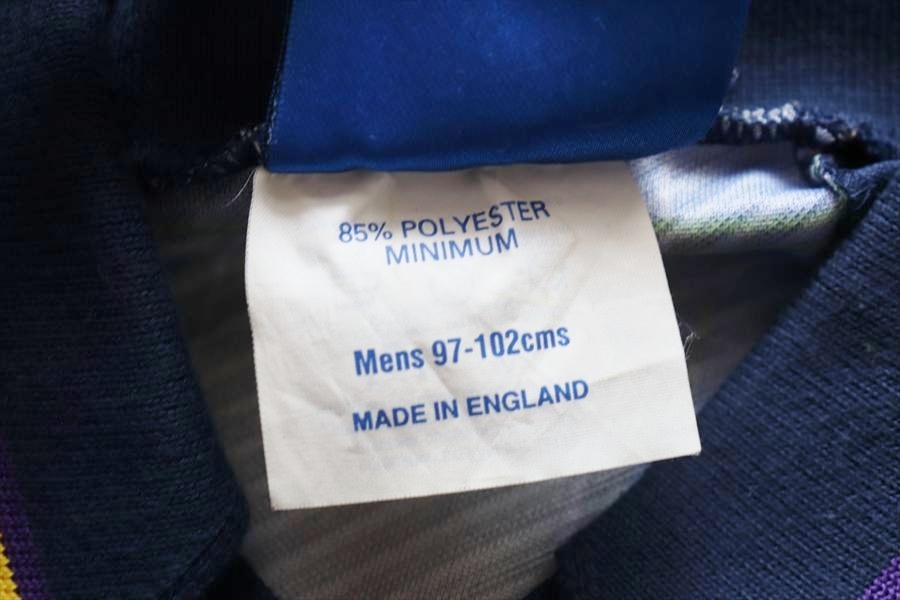 85% POLYESTER
MINIMUM
Mens 97-102cms
MADE IN ENGLAND